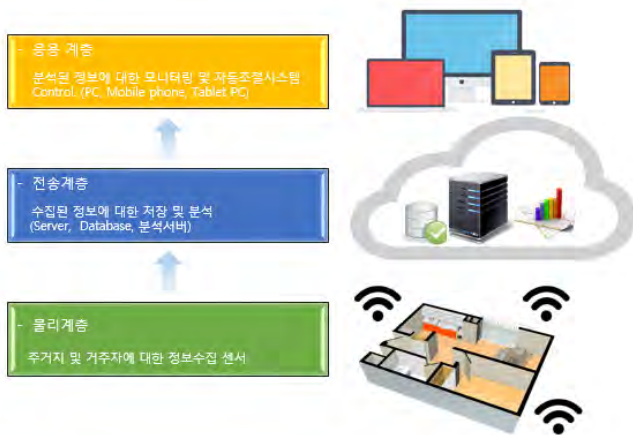 - 응용 계층
분석된 정보에 대한 모니터링 및 자동조절시스템
Control. (PC, Mobile phone, Tablet PC)
- 전송계층
수집된 정보에 대한 저장 및 분석
(Server, Database, 분석서버)
- 물리계층
주거지 및 거주자에 대한 정보수집 센서